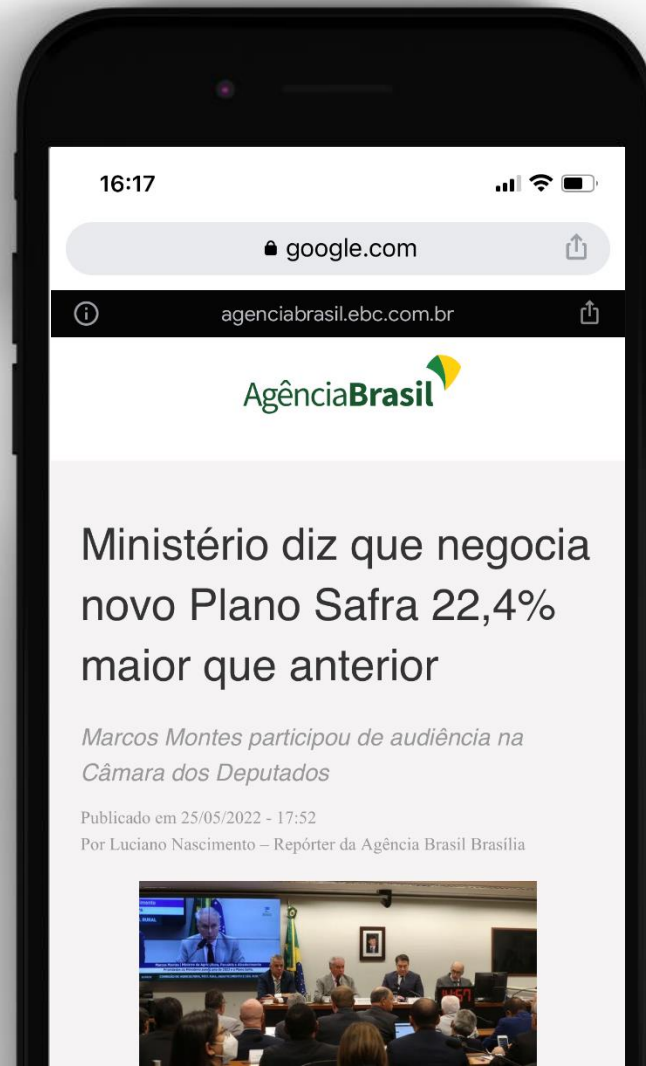 16:17
google.com
agenciabrasil.ebc.com.br
AgênciaBrasil
Ministério diz que negocia
novo Plano Safra 22,4%
maior que anterior
Marcos Montes participou de audiência na
Câmara dos Deputados
Publicado em 25/05/2022 - 17:52
Por Luciano Nascimento – Repórter da Agência Brasil Brasília